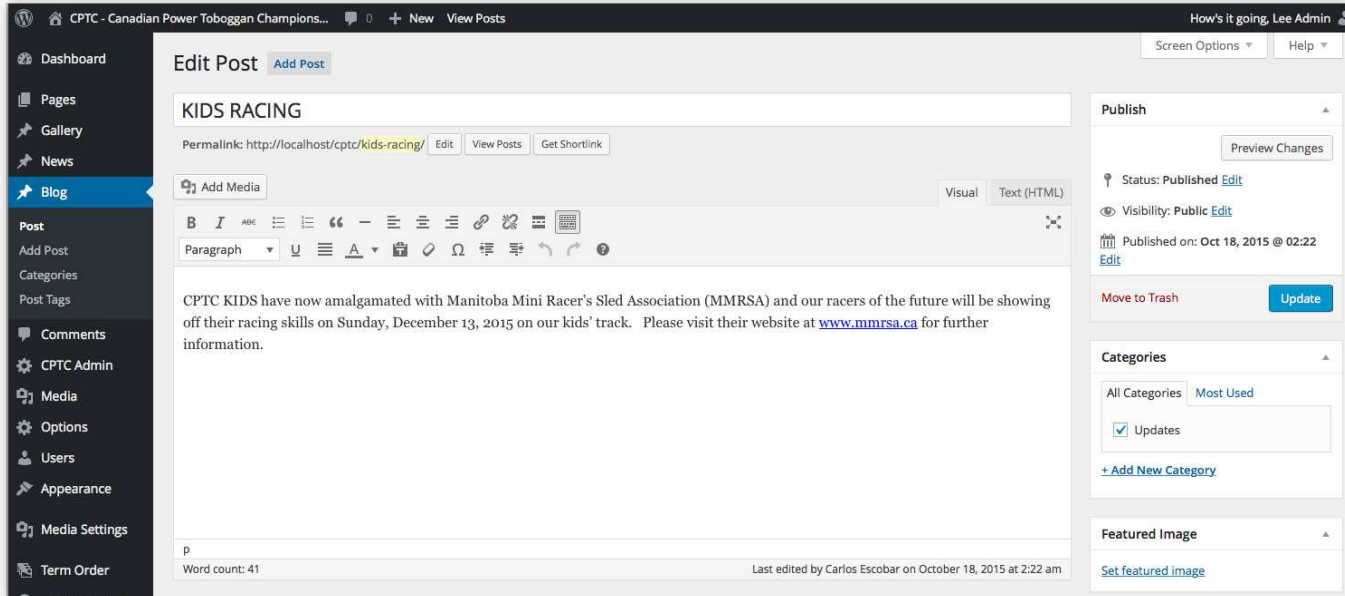 CPTC - Canadian Power Toboggan Champions... 0 + New View Posts How's it going, Lee Admin
Screen Options Help
Dashboard
Pages
Gallery
News
Blog
Post
Add Post
Categories
Post Tags
Comments
CPTC Admin
Media
Options
Users
Appearance
Media Settings
Term Order
Edit Post Add Post
KIDS RACING
Permalink: http://localhost/cptc/kids-racing/ Edit View Posts Get Shortlink
Add Media
Visual Text (HTML)
B I ABC
Paragraph U A Ω
CPTC KIDS have now amalgamated with Manitoba Mini Racer's Sled Association (MMRSA) and our racers of the future will be showing
off their racing skills on Sunday, December 13, 2015 on our kids' track. Please visit their website at www.mmrsa.ca for further
information.
p
Word count: 41 Last edited by Carlos Escobar on October 18, 2015 at 2:22 am
Publish
Preview Changes
Status: Published Edit
Visibility: Public Edit
Published on: Oct 18, 2015 @ 02:22
Edit
Move to Trash Update
Categories
All Categories Most Used
Updates
+ Add New Category
Featured Image
Set featured image